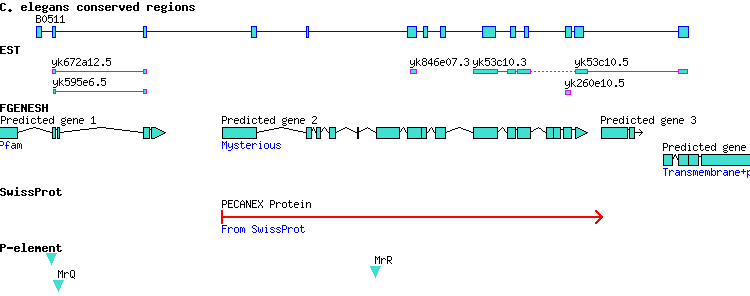 C. elegans conserved regions
B0511
EST
yk672a12.5
yk846e07.3
yk53c10.3
yk53c10.5
yk595e6.5
yk260e10.5
FGENESH
Predicted gene 1
Predicted gene 2
Predicted gene 3
Pfam
Mysterious
Predicted gene
Transmembrane+p
SwissProt
PECANEX Protein
From SwissProt
P-element
MrR
MrQ